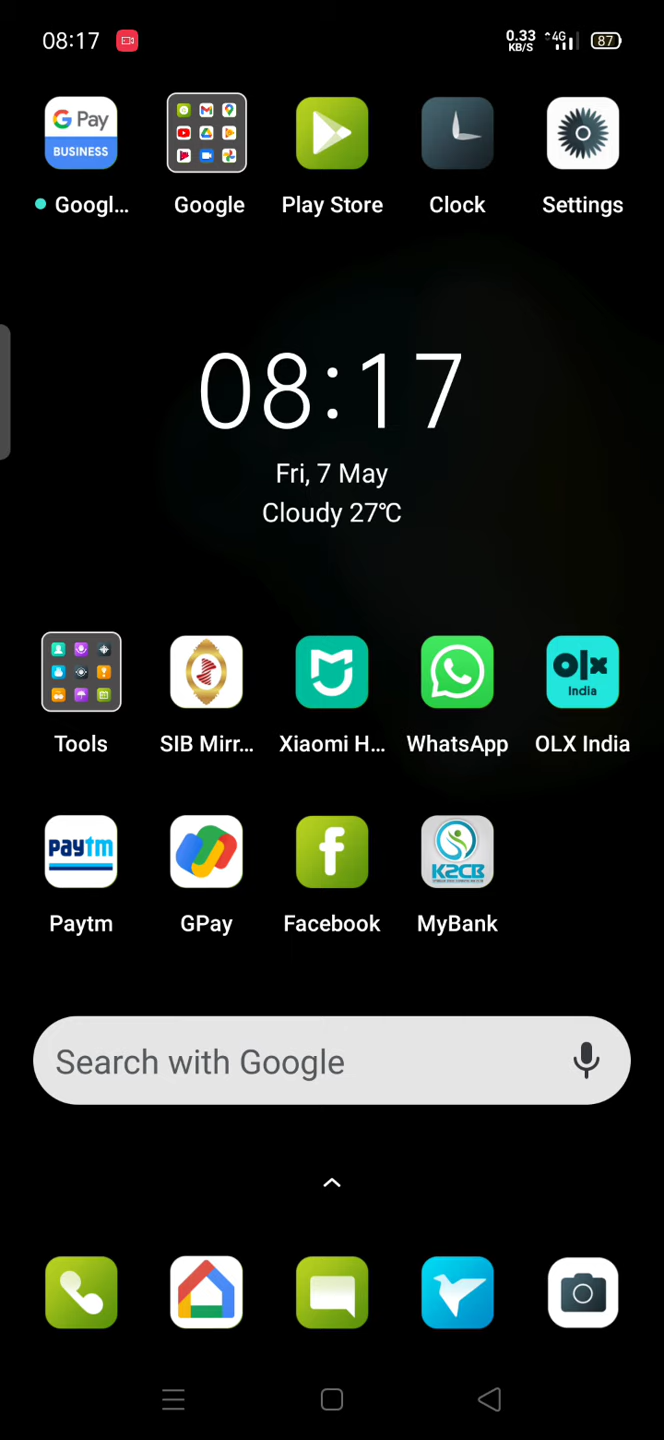 08:17
0.33 KB/S 4G 87
G Pay
BUSINESS
Googl... Google Play Store Clock Settings
08:17
Fri, 7 May
Cloudy 27°C
olx
India
Tools SIB Mirr... Xiaomi H... WhatsApp OLX India
paytm
K2CB
Paytm GPay Facebook MyBank
Search with Google